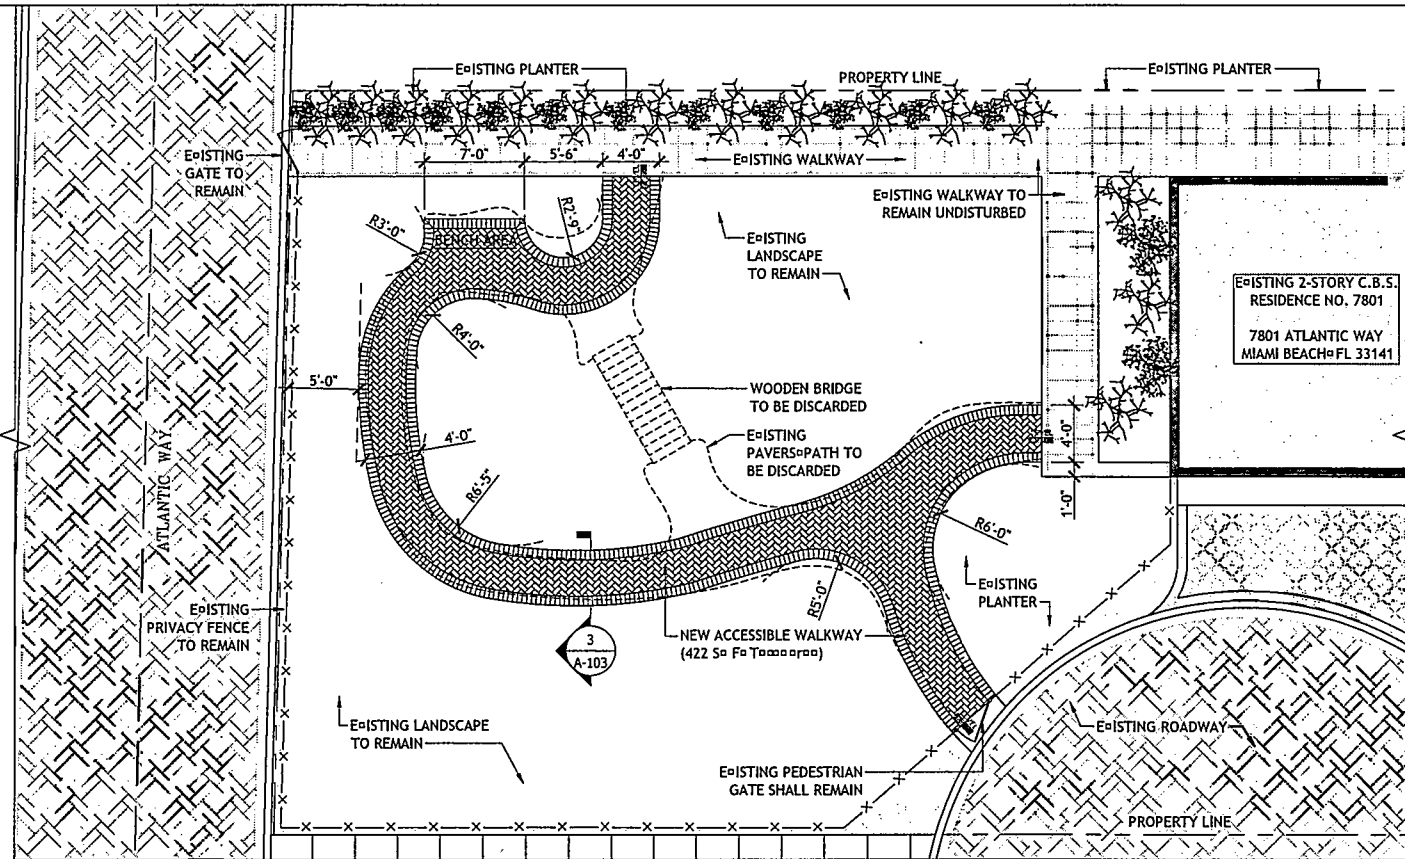 E¤ISTING PLANTER
PROPERTY LINE
E¤ISTING PLANTER
E¤ISTING
GATE TO
REMAIN
7'-0"
5'-6"
4'-0"
E¤ISTING WALKWAY
E¤ISTING WALKWAY TO
REMAIN UNDISTURBED
R3'-0"
R2'-9"
BENCH AREA
E¤ISTING
LANDSCAPE
TO REMAIN
E¤ISTING 2-STORY C.B.S.
RESIDENCE NO. 7801
7801 ATLANTIC WAY
MIAMI BEACH¤ FL 33141
R4'-0"
5'-0"
WOODEN BRIDGE
TO BE DISCARDED
E¤ISTING
PAVERS¤PATH TO
BE DISCARDED
4'-0"
4'-0"
1'-0"
R6'-5"
R6'-0"
ATLANTIC WAY
R5'-0"
E¤ISTING
PLANTER
E¤ISTING
PRIVACY FENCE
TO REMAIN
3
A-103
NEW ACCESSIBLE WALKWAY
(422 S¤ F¤ T¤¤¤¤r¤¤)
E¤ISTING LANDSCAPE
TO REMAIN
E¤ISTING ROADWAY
E¤ISTING PEDESTRIAN
GATE SHALL REMAIN
PROPERTY LINE